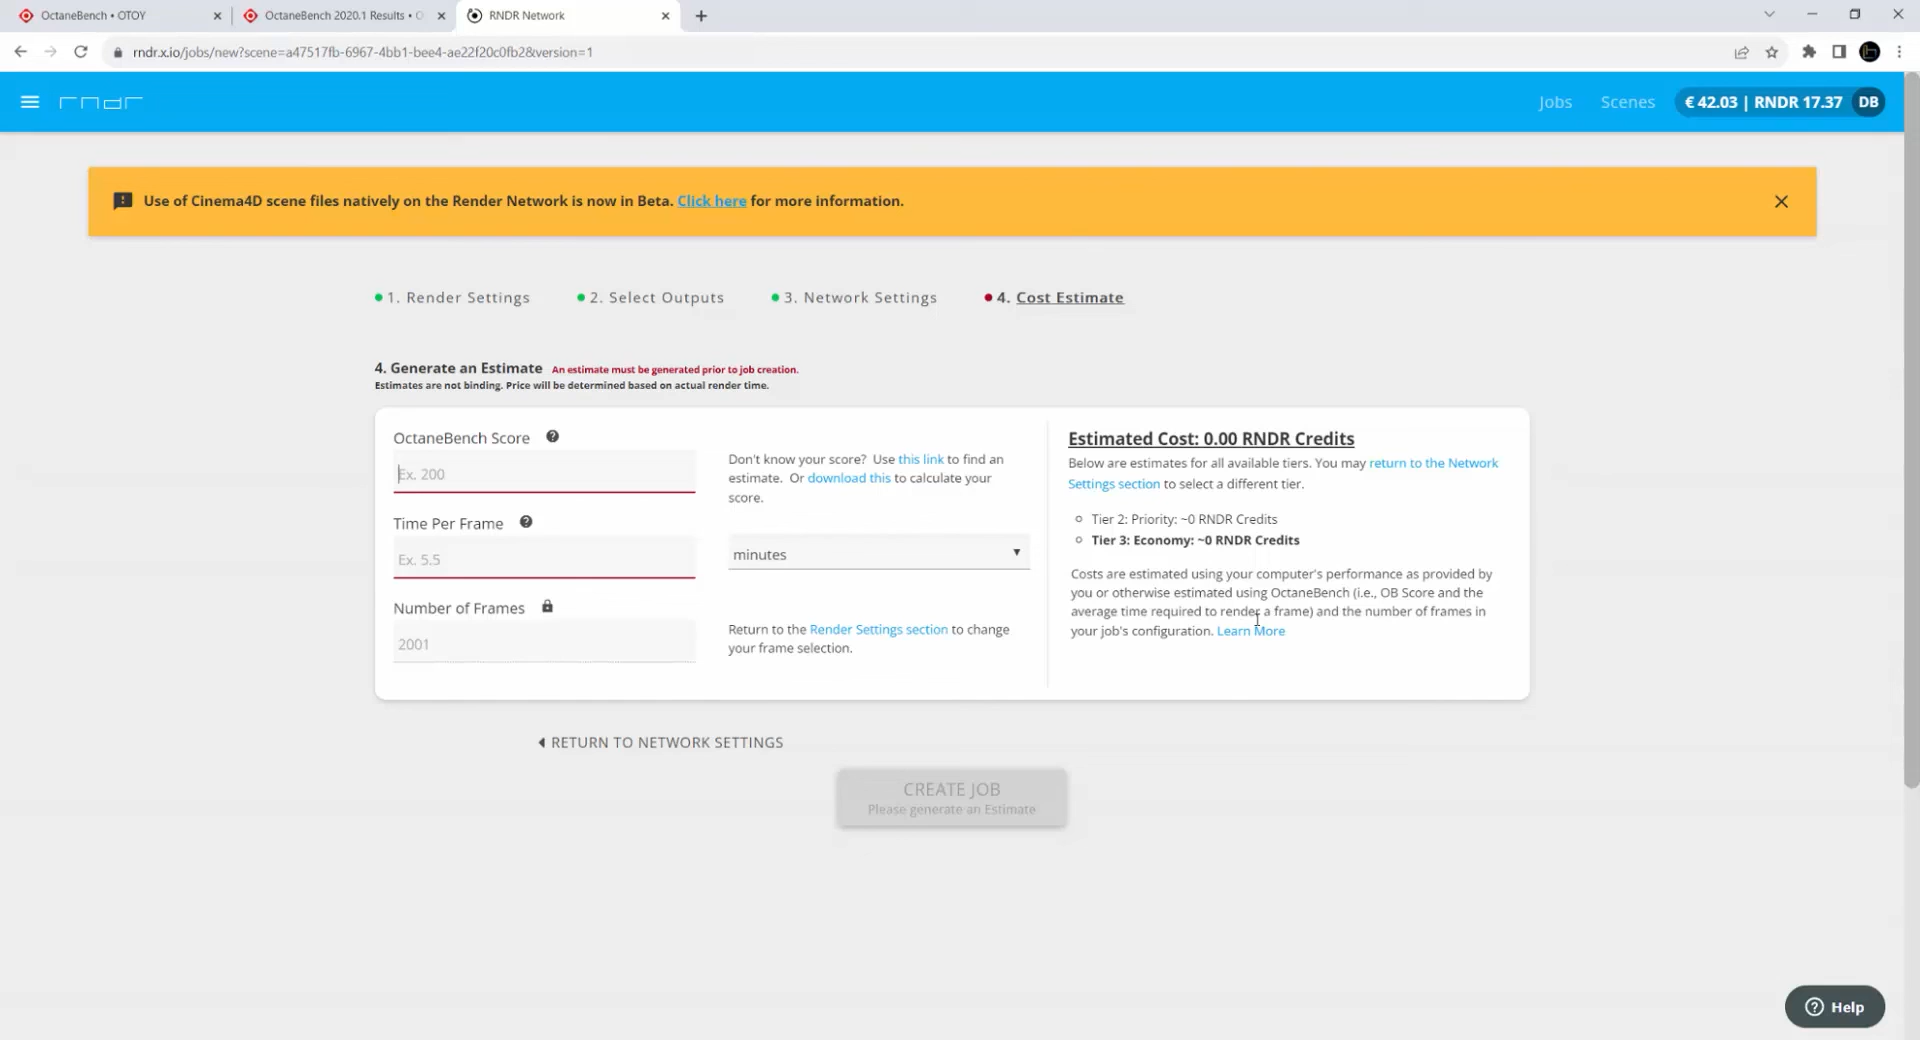 OctaneBench • OTOY
OctaneBench 2020.1 Results • O
RNDR Network
rndr.x.io/jobs/new?scene=a47517fb-6967-4bb1-bee4-ae22f20c0fb2&version=1
rndr
Jobs
Scenes
€ 42.03 | RNDR 17.37
DB
Use of Cinema4D scene files natively on the Render Network is now in Beta. Click here for more information.
1. Render Settings
2. Select Outputs
3. Network Settings
4. Cost Estimate
4. Generate an Estimate An estimate must be generated prior to job creation.
Estimates are not binding. Price will be determined based on actual render time.
OctaneBench Score
Ex. 200
Don't know your score? Use this link to find an
estimate. Or download this to calculate your
score.
Time Per Frame
Ex. 5.5
minutes
Number of Frames
2001
Return to the Render Settings section to change
your frame selection.
Estimated Cost: 0.00 RNDR Credits
Below are estimates for all available tiers. You may return to the Network
Settings section to select a different tier.
Tier 2: Priority: ~0 RNDR Credits
Tier 3: Economy: ~0 RNDR Credits
Costs are estimated using your computer's performance as provided by
you or otherwise estimated using OctaneBench (i.e., OB Score and the
average time required to render a frame) and the number of frames in
your job's configuration. Learn More
RETURN TO NETWORK SETTINGS
CREATE JOB
Please generate an Estimate
Help